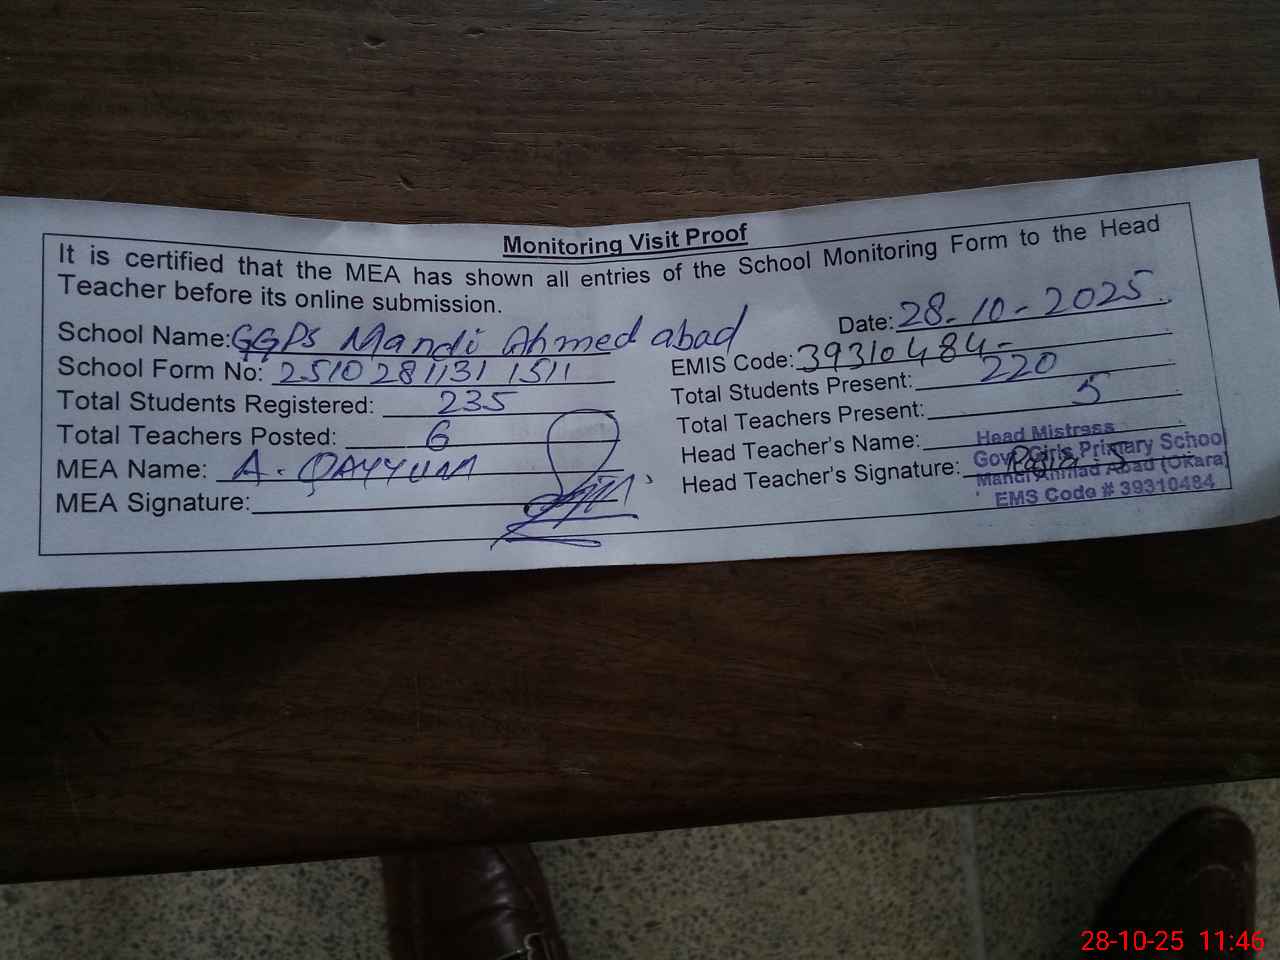 Monitoring Visit Proof
It is certified that the MEA has shown all entries of the School Monitoring Form to the Head
Teacher before its online submission.
School Name: GGPS Mandi Ahmed abad
Date: 28-10-2025
School Form No: 2510281131 1511
EMIS Code: 39310484-
Total Students Registered: 235
Total Students Present: 220
Total Teachers Posted: 6
Total Teachers Present: 5
MEA Name: A. QAYYUM
Head Teacher's Name:
MEA Signature:
Head Teacher's Signature:
Head Mistress
Govt Girls Primary School
Mandi Ahmad Abad (Okara)
EMS Code # 39310484
28-10-25 11:46